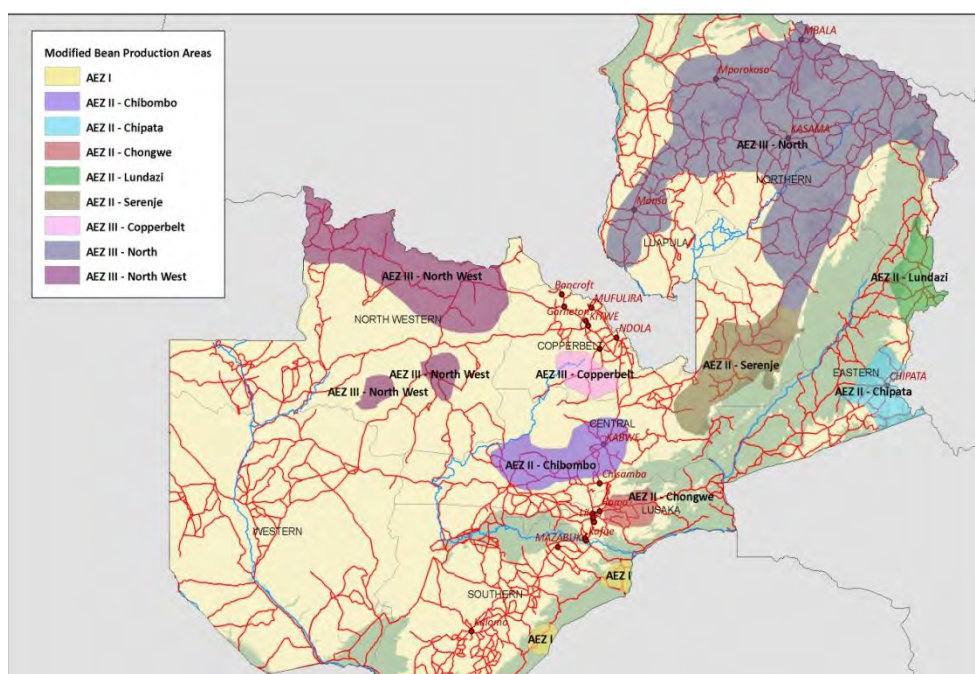 Modified Bean Production Areas
AEZ I
AEZ II - Chibombo
AEZ II - Chipata
AEZ II - Chongwe
AEZ II - Lundazi
AEZ II - Serenje
AEZ III - Copperbelt
AEZ III - North
AEZ III - North West
MBALA
Mporokoso
KASAMA
AEZ III - North
NORTHERN
Mansa
LUAPULA
AEZ II - Lundazi
AEZ III - North West
Bancroft
MUFULIRA
Garneton
KITWE
NORTH WESTERN
NDOLA
COPPERBELT
AEZ II - Serenje
AEZ III - North West
AEZ III - Copperbelt
EASTERN
CHIPATA
AEZ III - North West
AEZ II - Chipata
CENTRAL
KABWE
AEZ II - Chibombo
Chisamba
AEZ II - Chongwe
LUSAKA
WESTERN
Kafue
MAZABUKA
AEZ I
SOUTHERN
Kalomo
AEZ I